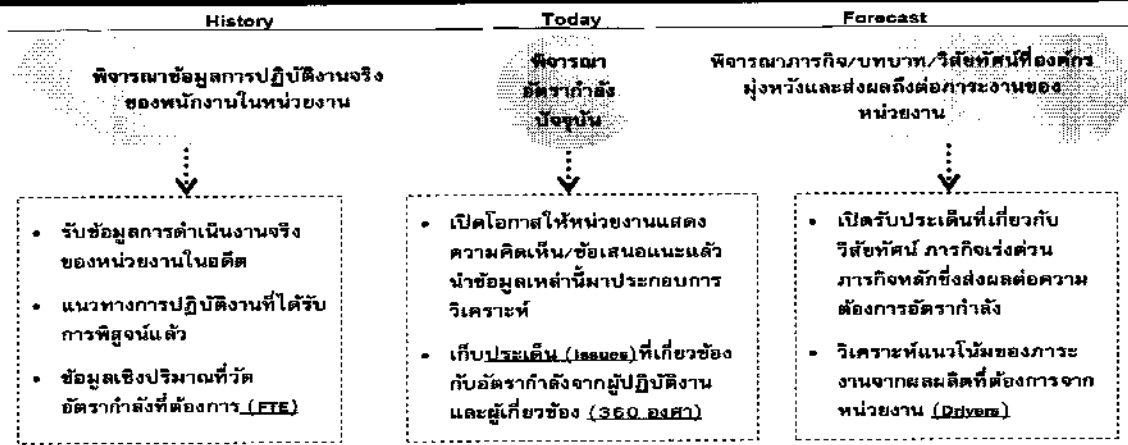 History
Today
Forecast
พิจารณาข้อมูลการปฏิบัติงานจริง
ของพนักงานในหน่วยงาน
พิจารณา
อัตรากำลัง
ปัจจุบัน
พิจารณาภารกิจ/บทบาท/วิสัยทัศน์ที่องค์กร
มุ่งหวังและส่งผลถึงต่อภาระงานของ
หน่วยงาน
• รับข้อมูลการดำเนินงานจริง
ของหน่วยงานในอดีต
• แนวทางการปฏิบัติงานที่ได้รับ
การพิสูจน์แล้ว
• ข้อมูลเชิงปริมาณที่วัด
อัตรากำลังที่ต้องการ (FTE)
• เปิดโอกาสให้หน่วยงานแสดง
ความคิดเห็น/ข้อเสนอแนะแล้ว
นำข้อมูลเหล่านี้มาประกอบการ
วิเคราะห์
• เก็บประเด็น (Issues) ที่เกี่ยวข้อง
กับอัตรากำลังจากผู้ปฏิบัติงาน
และผู้เกี่ยวข้อง (360 องศา)
• เปิดรับประเด็นที่เกี่ยวกับ
วิสัยทัศน์ ภารกิจเร่งด่วน
ภารกิจหลักซึ่งส่งผลต่อความ
ต้องการอัตรากำลัง
• วิเคราะห์แนวโน้มของภาระ
งานจากผลผลิตที่ต้องการจาก
หน่วยงาน (Drivers)